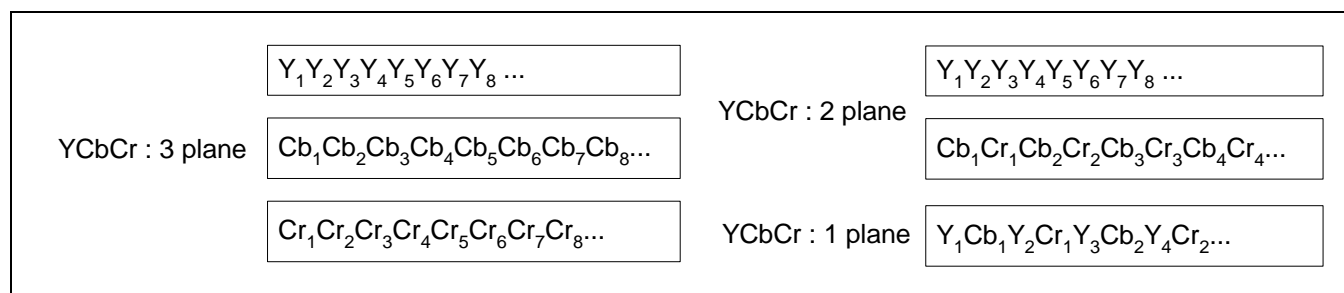 YCbCr : 3 plane
Y₁Y₂Y₃Y₄Y₅Y₆Y₇Y₈ ...
Cb₁Cb₂Cb₃Cb₄Cb₅Cb₆Cb₇Cb₈...
Cr₁Cr₂Cr₃Cr₄Cr₅Cr₆Cr₇Cr₈...
YCbCr : 2 plane
Y₁Y₂Y₃Y₄Y₅Y₆Y₇Y₈ ...
Cb₁Cr₁Cb₂Cr₂Cb₃Cr₃Cb₄Cr₄...
YCbCr : 1 plane
Y₁Cb₁Y₂Cr₁Y₃Cb₂Y₄Cr₂...